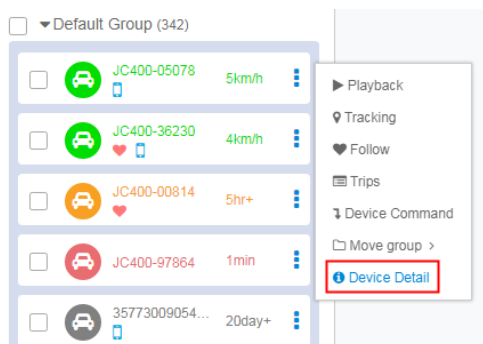 Default Group (342)
JC400-05078
5km/h
JC400-36230
4km/h
JC400-00814
5hr+
JC400-97864
1min
35773009054...
20day+
Playback
Tracking
Follow
Trips
Device Command
Move group >
Device Detail